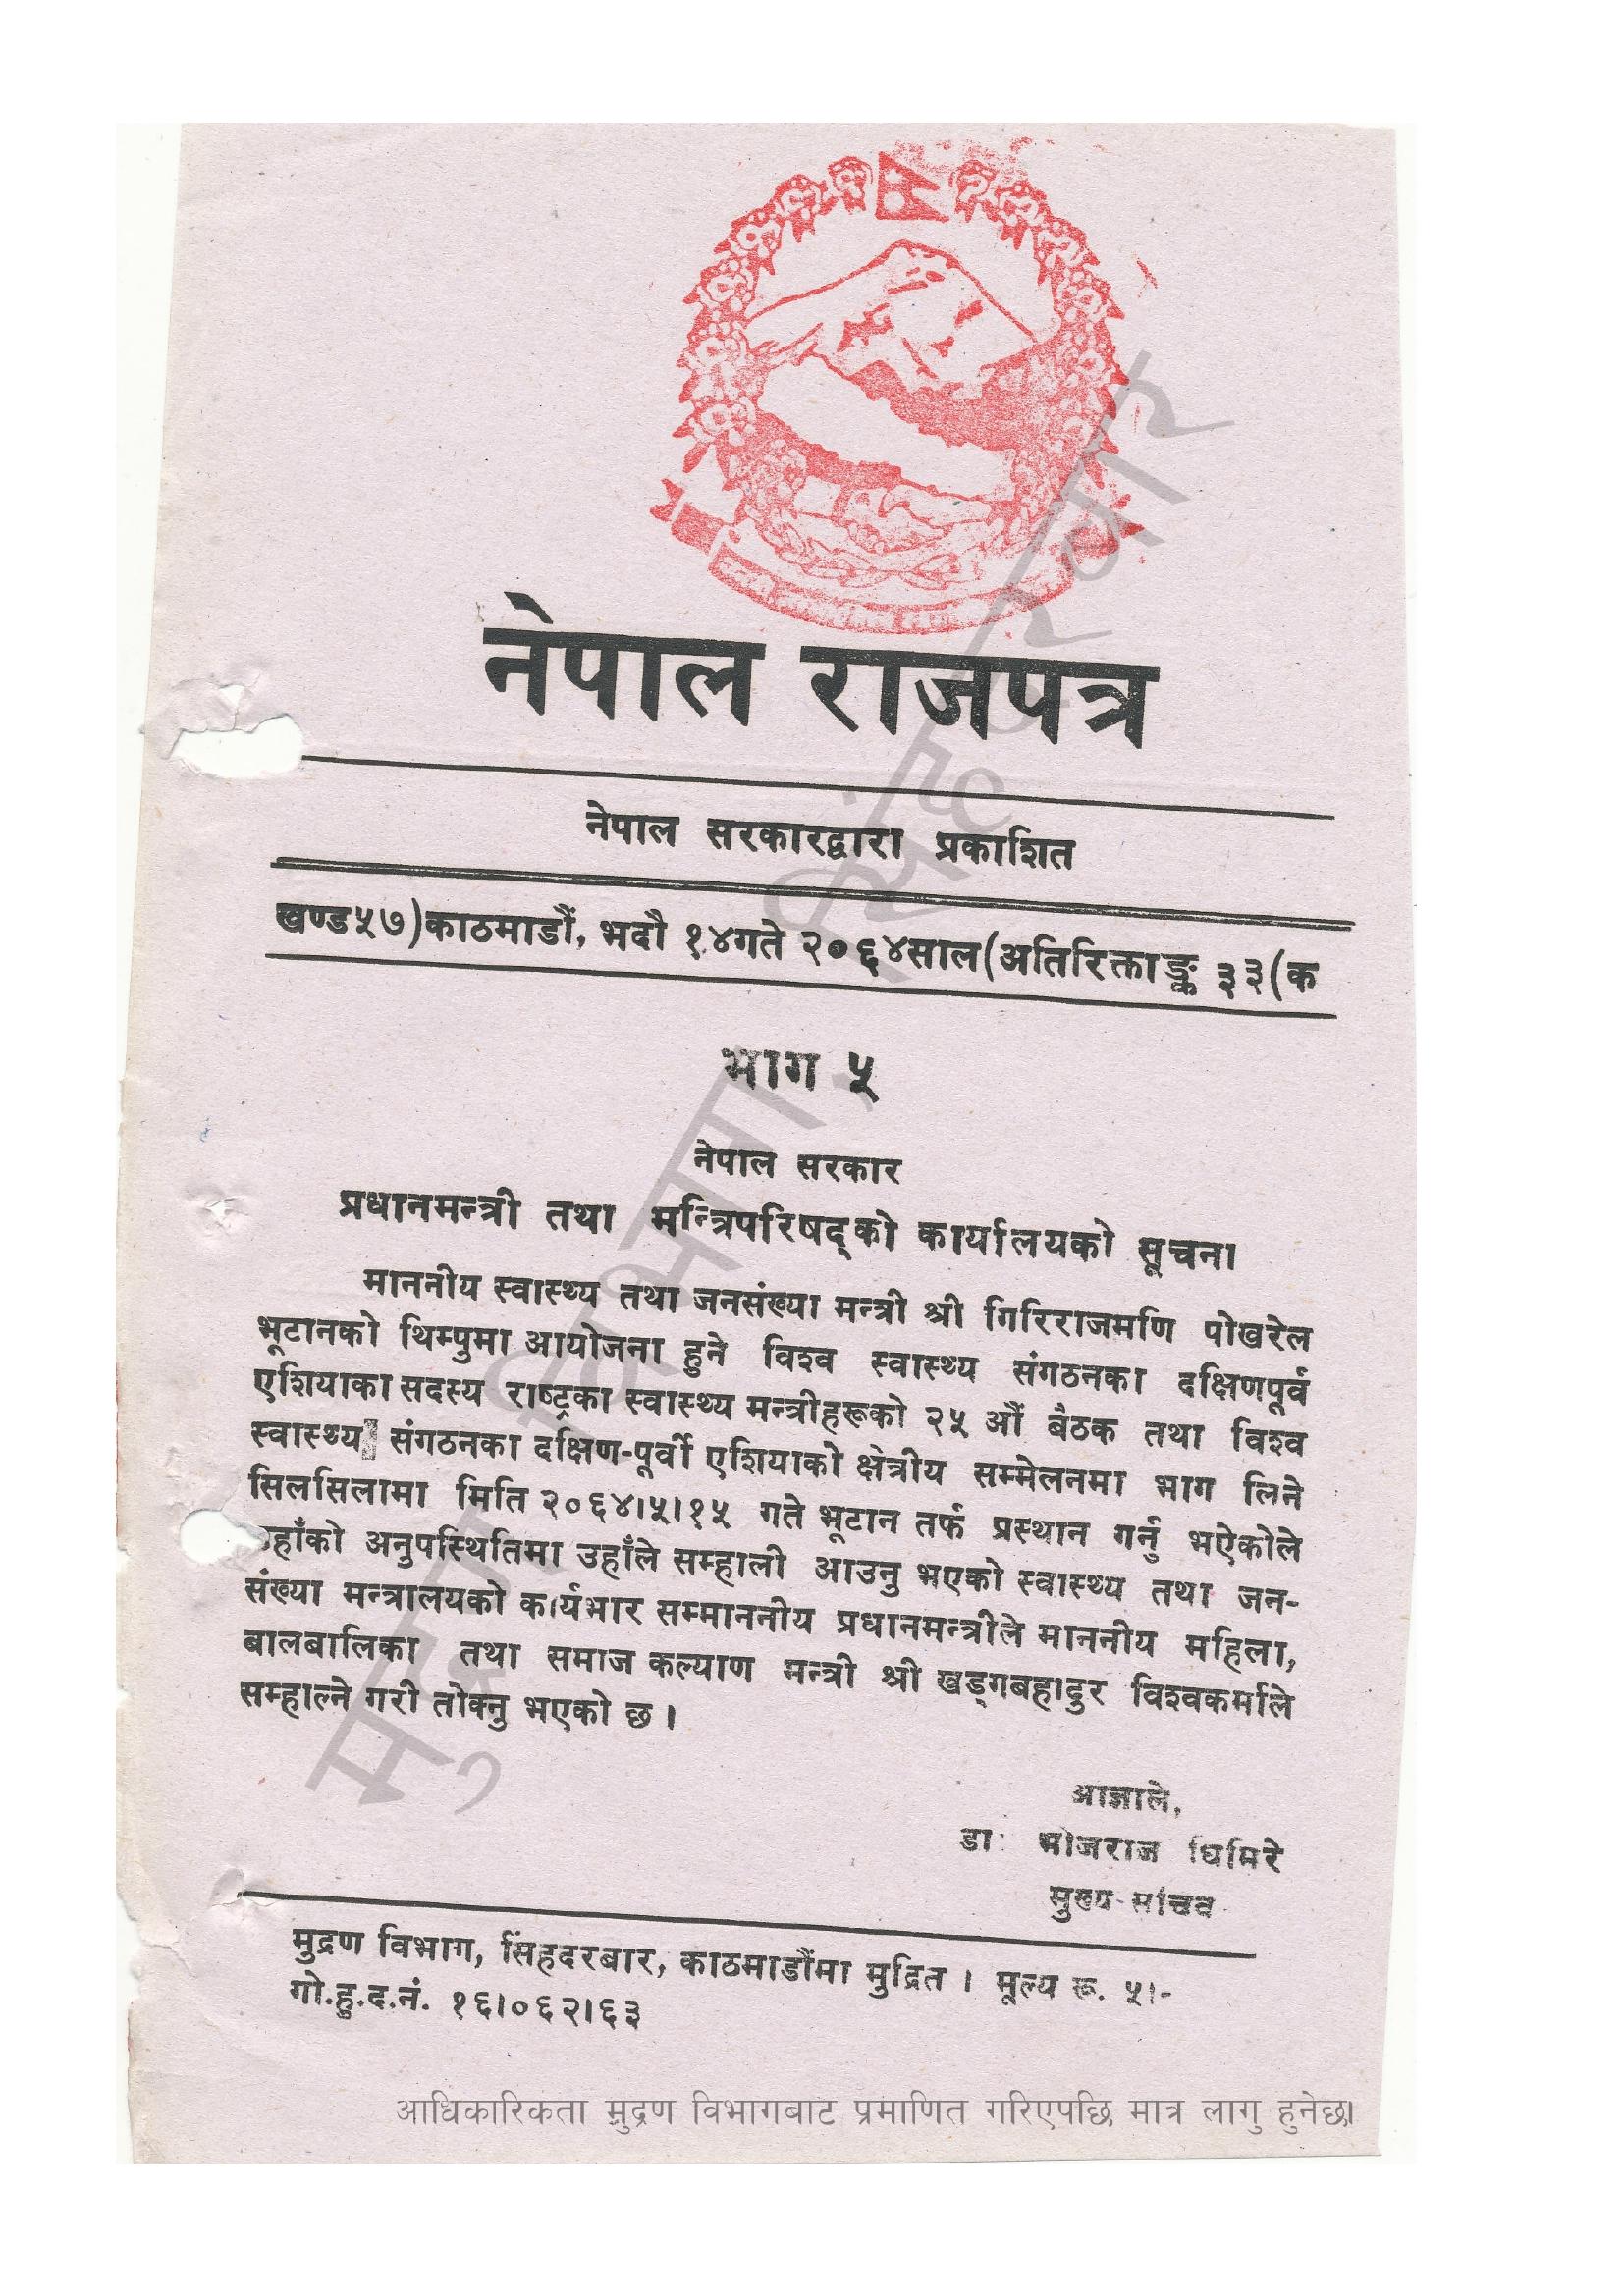 नेपाल राजपत्र
नेपाल सरकारद्वारा प्रकाशित
खण्ड५७)काठमाडौं, भदौ १४गते २०६४साल(अतिरिक्ताङ्क ३३(क
भाग ५
नेपाल सरकार
प्रधानमन्त्री तथा मन्त्रिपरिषद्को कार्यालयको सूचना
माननीय स्वास्थ्य तथा जनसंख्या मन्त्री श्री गिरिराजमणि पोखरेल
भूटानको थिम्पुमा आयोजना हुने विश्व स्वास्थ्य संगठनका दक्षिणपूर्व
एशियाका सदस्य राष्ट्रका स्वास्थ्य मन्त्रीहरूको २५ औं बैठक तथा विश्व
स्वास्थ्य संगठनका दक्षिण-पूर्वी एशियाको क्षेत्रीय सम्मेलनमा भाग लिने
सिलसिलामा मिति २०६४।५।१५ गते भूटान तर्फ प्रस्थान गर्नु भऐकोले
हाँको अनुपस्थितिमा उहाँले सम्हाली आउनु भएको स्वास्थ्य तथा जन-
संख्या मन्त्रालयको कार्यभार सम्माननीय प्रधानमन्त्रीले माननीय महिला,
बालबालिका तथा समाज कल्याण मन्त्री श्री खड्गबहादुर विश्वकर्माले
सम्हाल्ने गरी तोक्नु भएको छ ।
आज्ञाले,
डा. भोजराज घिमिरे
मुख्य सचिव
मुद्रण विभाग, सिंहदरबार, काठमाडौंमा मुद्रित । मूल्य रू. ५।-
गो.हु.द.नं. १६।०६२।६३
मुद्रण विभाग, सिंहदरबार
आधिकारिकता मुद्रण विभागबाट प्रमाणित गरिएपछि मात्र लागु हुनेछ।